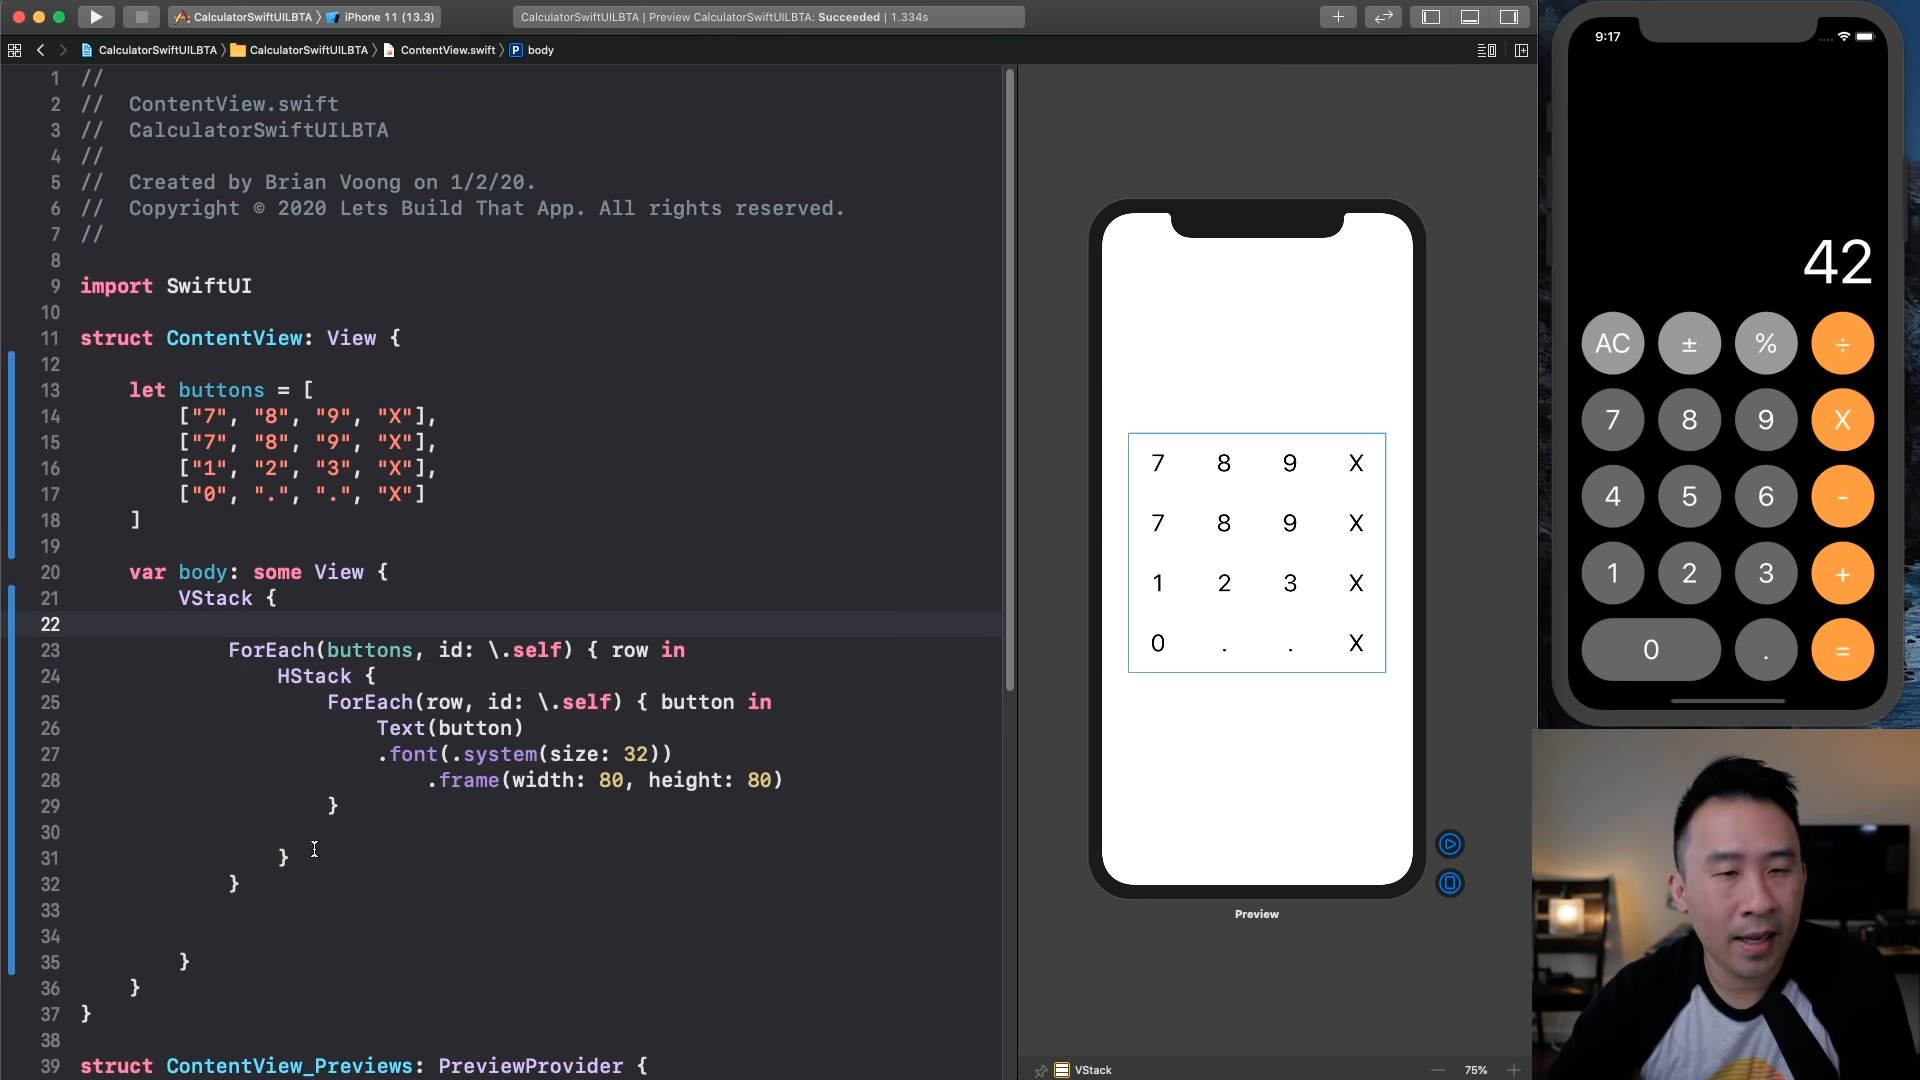 CalculatorSwiftUILBTA 〉 iPhone 11 (13.3)
CalculatorSwiftUILBTA | Preview CalculatorSwiftUILBTA: Succeeded | 1.334s
CalculatorSwiftUILBTA 〉 CalculatorSwiftUILBTA 〉 ContentView.swift 〉 P body
1 //
2 //  ContentView.swift
3 //  CalculatorSwiftUILBTA
4 //
5 //  Created by Brian Voong on 1/2/20.
6 //  Copyright © 2020 Lets Build That App. All rights reserved.
7 //
8
9 import SwiftUI
10
11 struct ContentView: View {
12
13     let buttons = [
14         ["7", "8", "9", "X"],
15         ["7", "8", "9", "X"],
16         ["1", "2", "3", "X"],
17         ["0", ".", ".", "X"]
18     ]
19
20     var body: some View {
21         VStack {
22
23             ForEach(buttons, id: \.self) { row in
24                 HStack {
25                     ForEach(row, id: \.self) { button in
26                         Text(button)
27                         .font(.system(size: 32))
28                             .frame(width: 80, height: 80)
29                     }
30
31                 }
32             }
33
34
35         }
36     }
37 }
38
39 struct ContentView_Previews: PreviewProvider {
7 8 9 X
7 8 9 X
1 2 3 X
0 . . X
Preview
VStack
75%
9:17
42
AC ± % ÷
7 8 9 X
4 5 6 -
1 2 3 +
0 . =